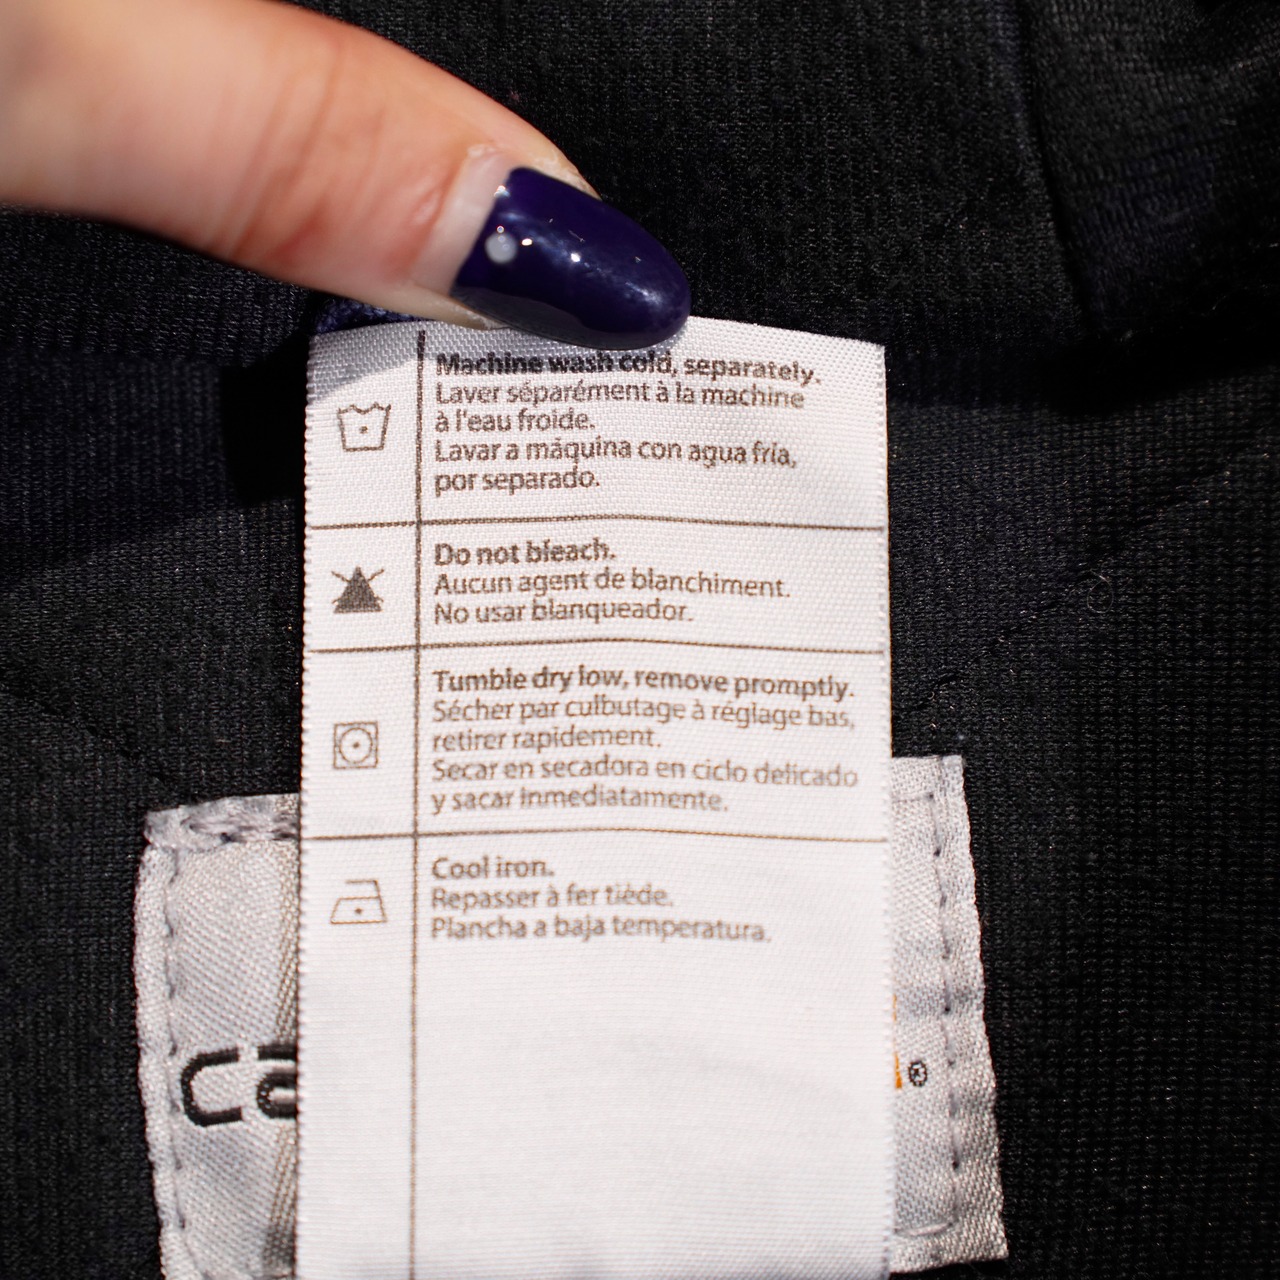 Machine wash cold, separately.
Laver séparément à la machine
à l'eau froide.
Lavar a máquina con agua fría,
por separado.
Do not bleach.
Aucun agent de blanchiment.
No usar blanqueador.
Tumble dry low, remove promptly.
Sécher par culbutage à réglage bas,
retirer rapidement.
Secar en secadora en ciclo delicado
y sacar inmediatamente.
Cool iron.
Repasser à fer tiède.
Plancha a baja temperatura.
ca
®